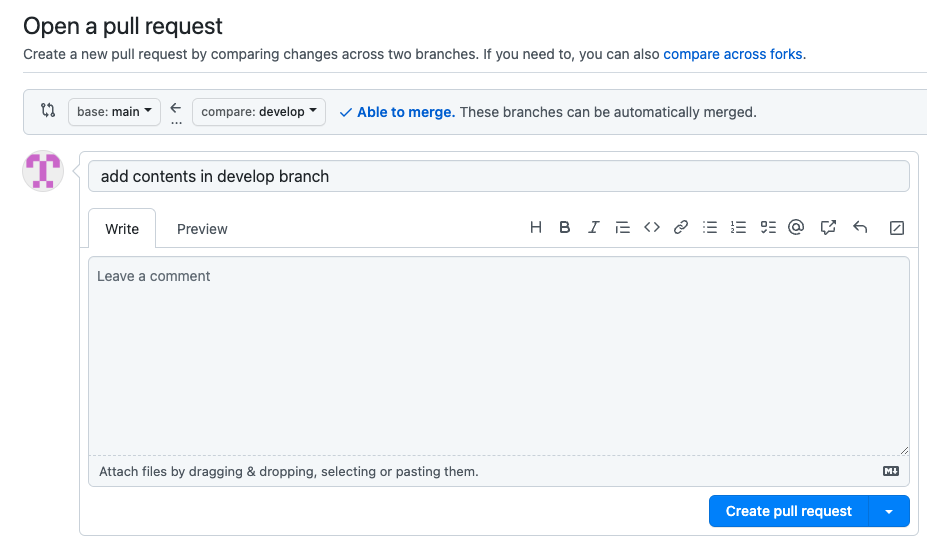 Open a pull request
Create a new pull request by comparing changes across two branches. If you need to, you can also compare across forks.
base: main ... compare: develop Able to merge. These branches can be automatically merged.
add contents in develop branch
Write Preview
Leave a comment
Attach files by dragging & dropping, selecting or pasting them.
Create pull request